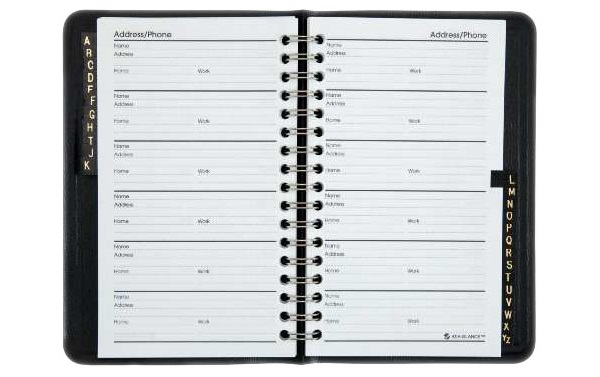 A
B
C
D
E
F
G
H
I
J
K
Address/Phone
Name
Address
Home Work
Name
Address
Home Work
Name
Address
Home Work
Name
Address
Home Work
Name
Address
Home Work
Name
Address
Home Work
Address/Phone
Name
Address
Home Work
Name
Address
Home Work
Name
Address
Home Work
Name
Address
Home Work
Name
Address
Home Work
Name
Address
Home Work
AT-A-GLANCE™
L
M
N
O
P
Q
R
S
T
U
V
W
X
YZ